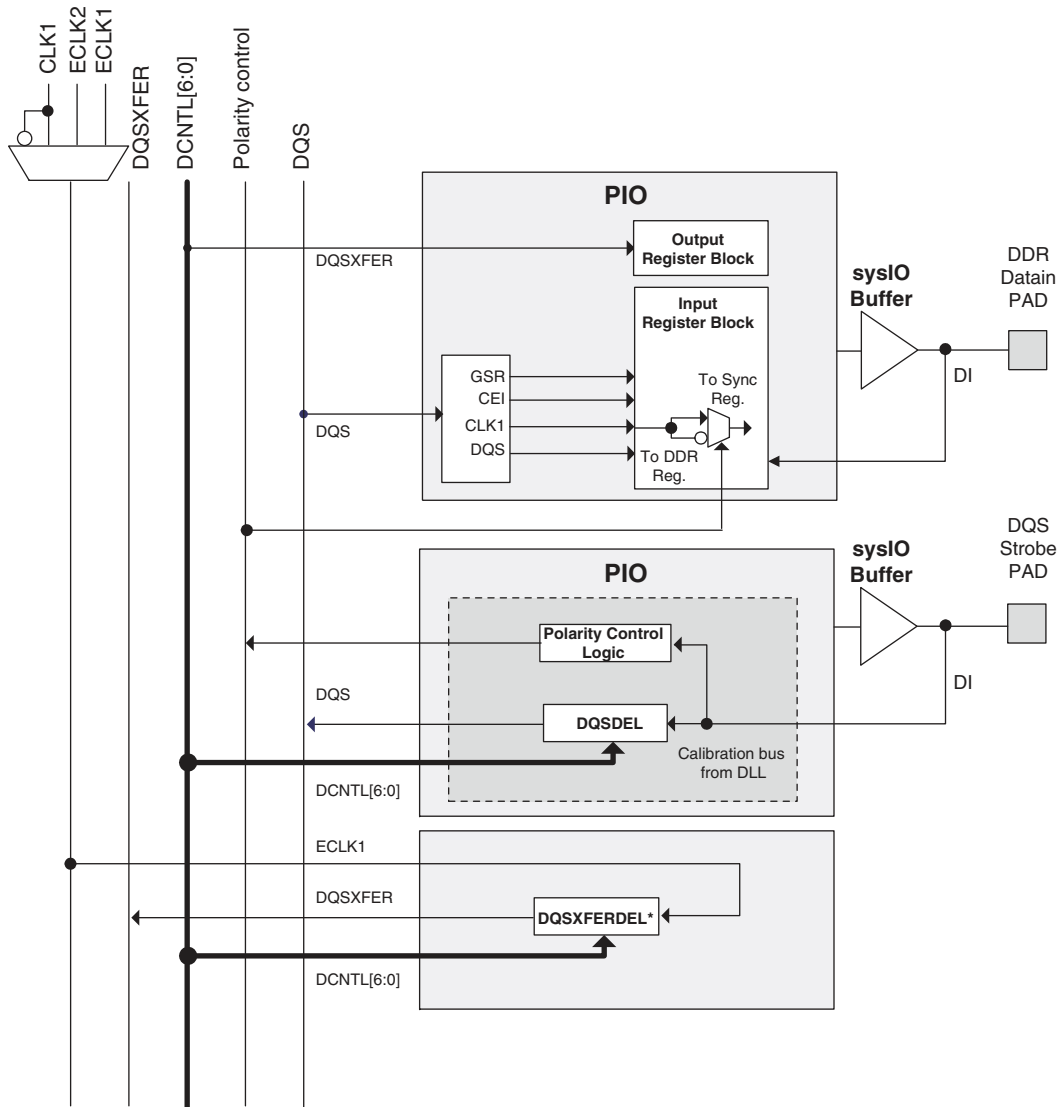 CLK1
ECLK2
ECLK1
DQSXFER
DCNTL[6:0]
Polarity control
DQS
PIO
DQSXFER
Output
Register Block
Input
Register Block
GSR
CEI
CLK1
DQS
To Sync
Reg.
To DDR
Reg.
DQS
sysIO
Buffer
DDR
Datain
PAD
DI
PIO
Polarity Control
Logic
DQS
DQSDEL
Calibration bus
from DLL
DCNTL[6:0]
sysIO
Buffer
DQS
Strobe
PAD
DI
ECLK1
DQSXFER
DQSXFERDEL*
DCNTL[6:0]